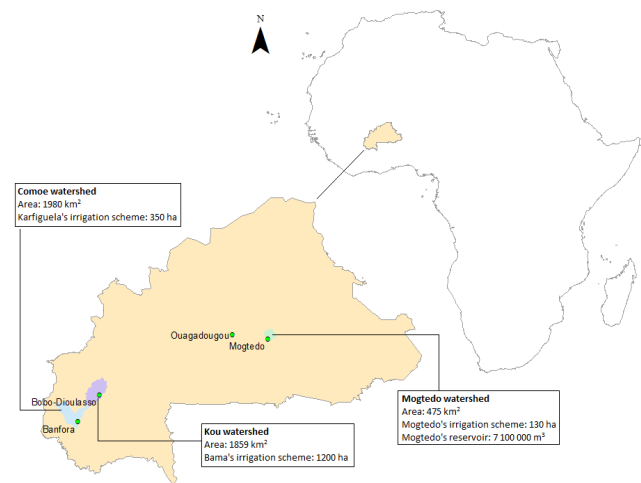 N
Comoe watershed
Area: 1980 km²
Karfiguela's irrigation scheme: 350 ha
Ouagadougou
Mogtedo
Bobo-Dioulasso
Banfora
Mogtedo watershed
Area: 475 km²
Mogtedo's irrigation scheme: 130 ha
Mogtedo's reservoir: 7 100 000 m³
Kou watershed
Area: 1859 km²
Bama's irrigation scheme: 1200 ha